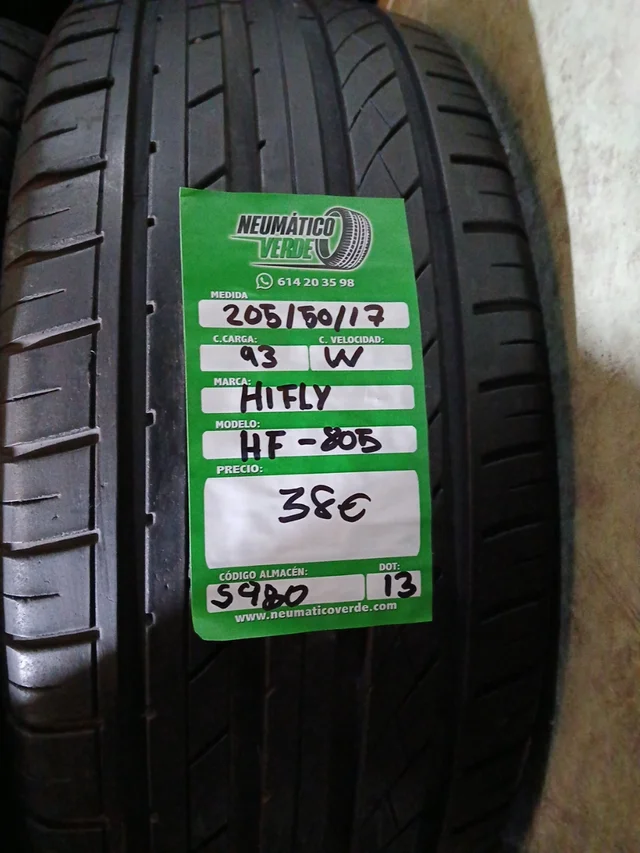 NEUMÁTICO
VERDE
614 20 35 98
MEDIDA
205/50/17
C.CARGA: C. VELOCIDAD:
93 W
MARCA:
HIFLY
MODELO:
HF-805
PRECIO:
38€
CÓDIGO ALMACÉN: DOT:
S980 13
www.neumaticoverde.com